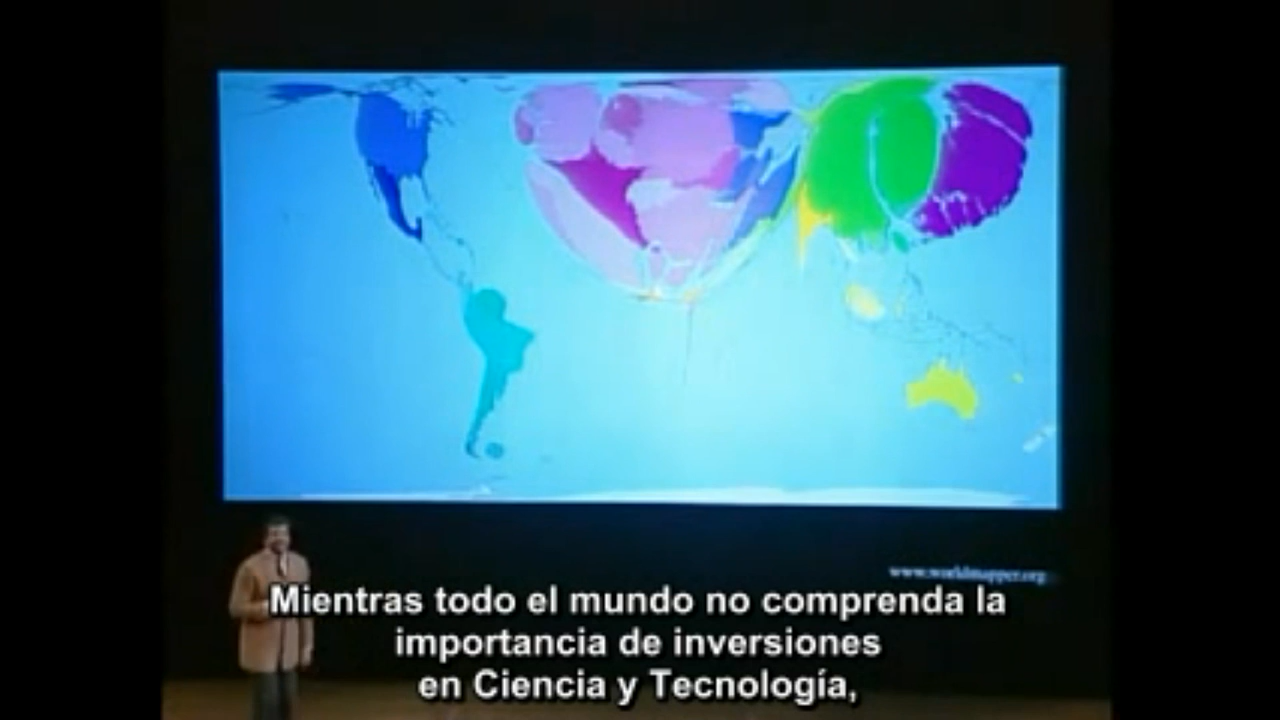 www.worldmapper.org
Mientras todo el mundo no comprenda la
importancia de inversiones
en Ciencia y Tecnología,